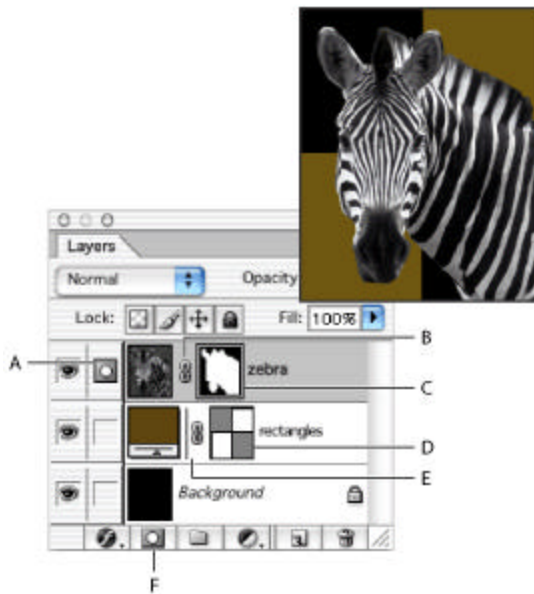 Layers
Normal
Opacity
Lock:
Fill: 100%
A
B
zebra
C
rectangles
D
E
Background
F